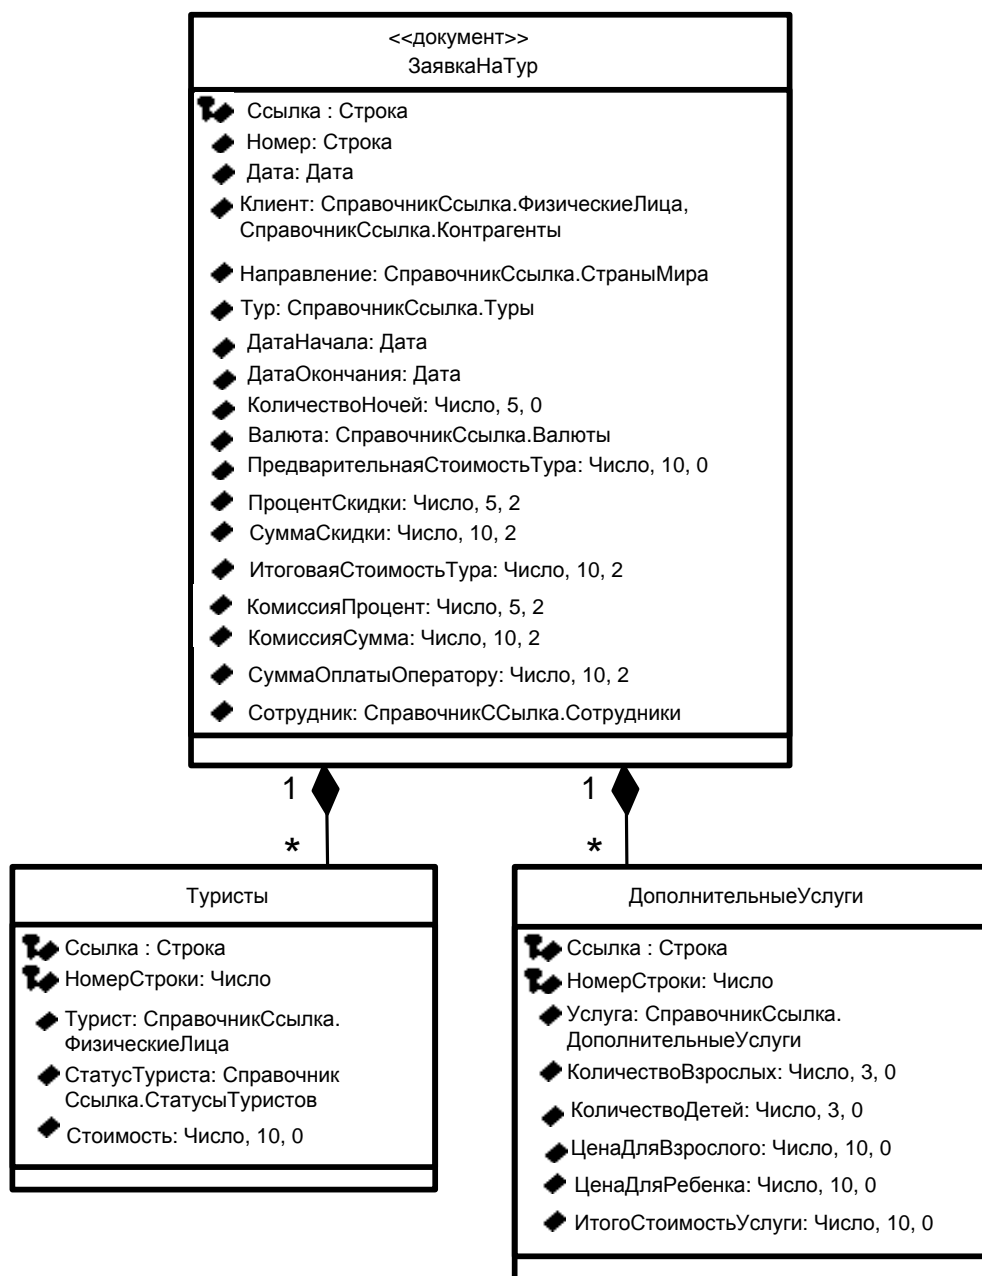 <<документ>>
ЗаявкаНаТур
Ссылка : Строка
Номер: Строка
Дата: Дата
Клиент: СправочникСсылка.ФизическиеЛица,
СправочникСсылка.Контрагенты
Направление: СправочникСсылка.СтраныМира
Тур: СправочникСсылка.Туры
ДатаНачала: Дата
ДатаОкончания: Дата
КоличествоНочей: Число, 5, 0
Валюта: СправочникСсылка.Валюты
ПредварительнаяСтоимостьТура: Число, 10, 0
ПроцентСкидки: Число, 5, 2
СуммаСкидки: Число, 10, 2
ИтоговаяСтоимостьТура: Число, 10, 2
КомиссияПроцент: Число, 5, 2
КомиссияСумма: Число, 10, 2
СуммаОплатыОператору: Число, 10, 2
Сотрудник: СправочникССылка.Сотрудники
1
*
1
*
Туристы
Ссылка : Строка
НомерСтроки: Число
Турист: СправочникСсылка.
ФизическиеЛица
СтатусТуриста: Справочник
Ссылка.СтатусыТуристов
Стоимость: Число, 10, 0
ДополнительныеУслуги
Ссылка : Строка
НомерСтроки: Число
Услуга: СправочникСсылка.
ДополнительныеУслуги
КоличествоВзрослых: Число, 3, 0
КоличествоДетей: Число, 3, 0
ЦенаДляВзрослого: Число, 10, 0
ЦенаДляРебенка: Число, 10, 0
ИтогоСтоимостьУслуги: Число, 10, 0